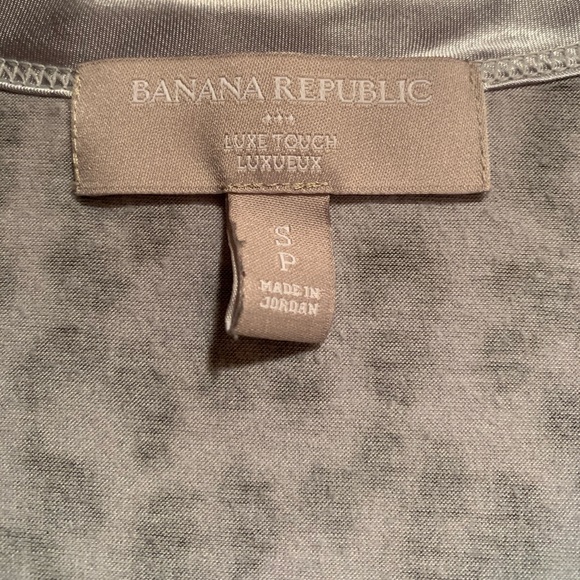 BANANA REPUBLIC
LUXE TOUCH
LUXUEUX
S
P
MADE IN
JORDAN